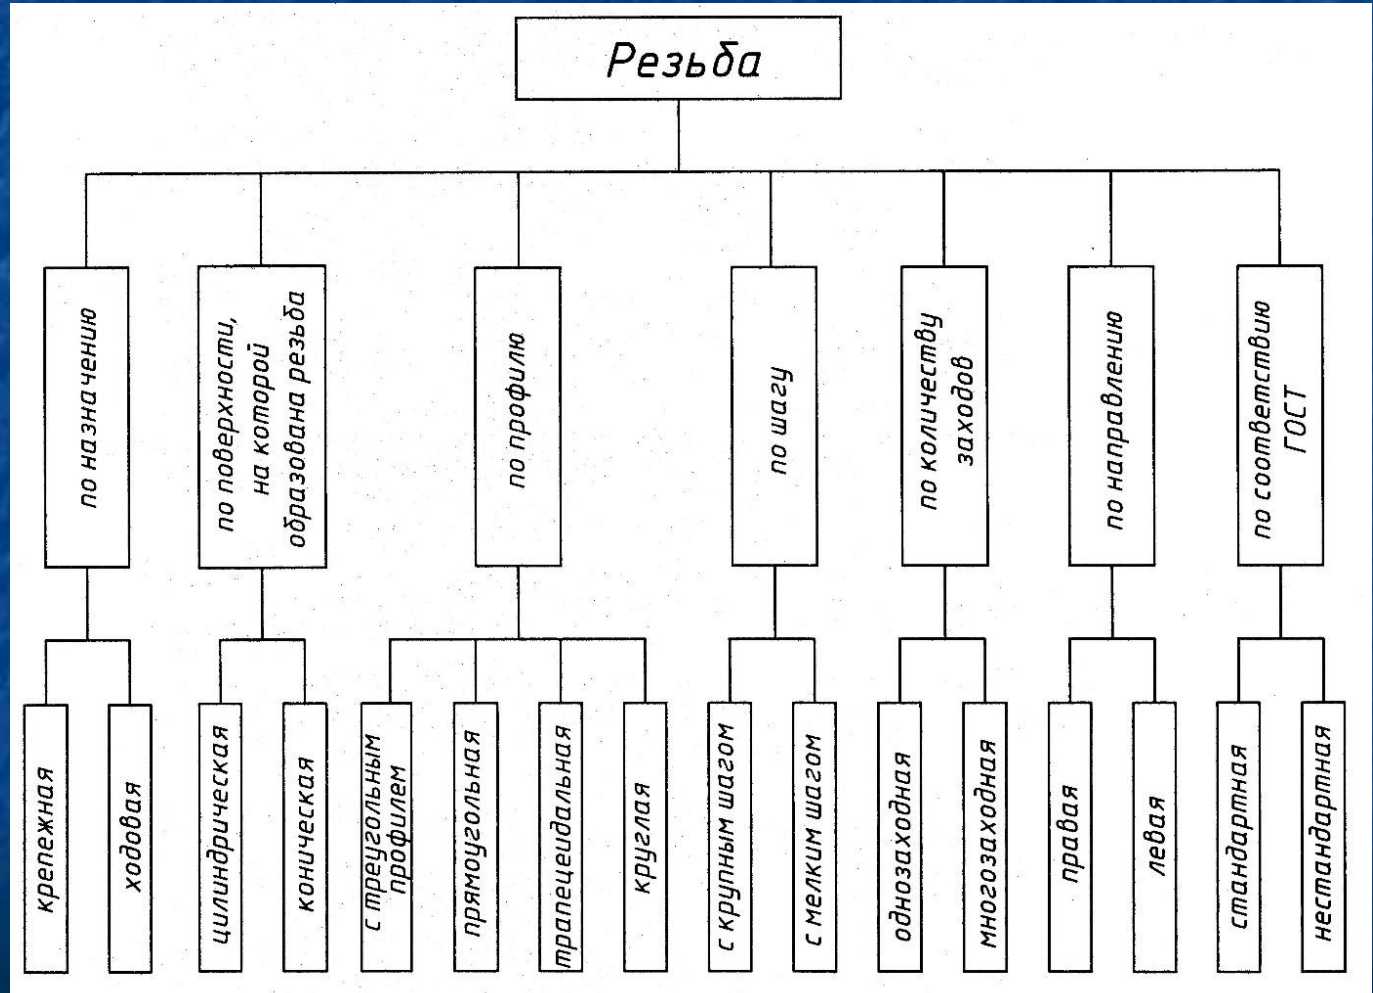 Резьба
по назначению
по поверхности,
на которой
образована резьба
по профилю
по шагу
по количеству
заходов
по направлению
по соответствию
ГОСТ
крепежная
ходовая
цилиндрическая
коническая
с треугольным
профилем
прямоугольная
трапецеидальная
круглая
с крупным шагом
с мелким шагом
однозаходная
многозаходная
правая
левая
стандартная
нестандартная